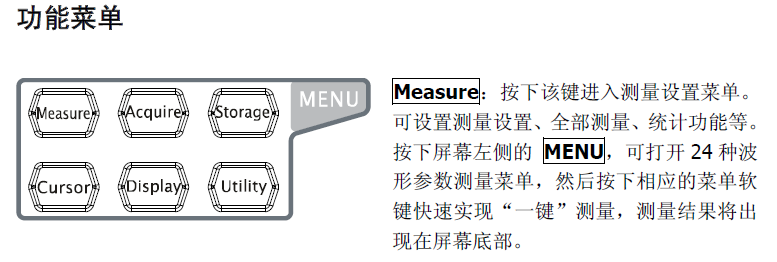 功能菜单
Measure Acquire Storage MENU
Cursor Display Utility
Measure：按下该键进入测量设置菜单。
可设置测量设置、全部测量、统计功能等。
按下屏幕左侧的 MENU，可打开 24 种波
形参数测量菜单，然后按下相应的菜单软
键快速实现“一键”测量，测量结果将出
现在屏幕底部。